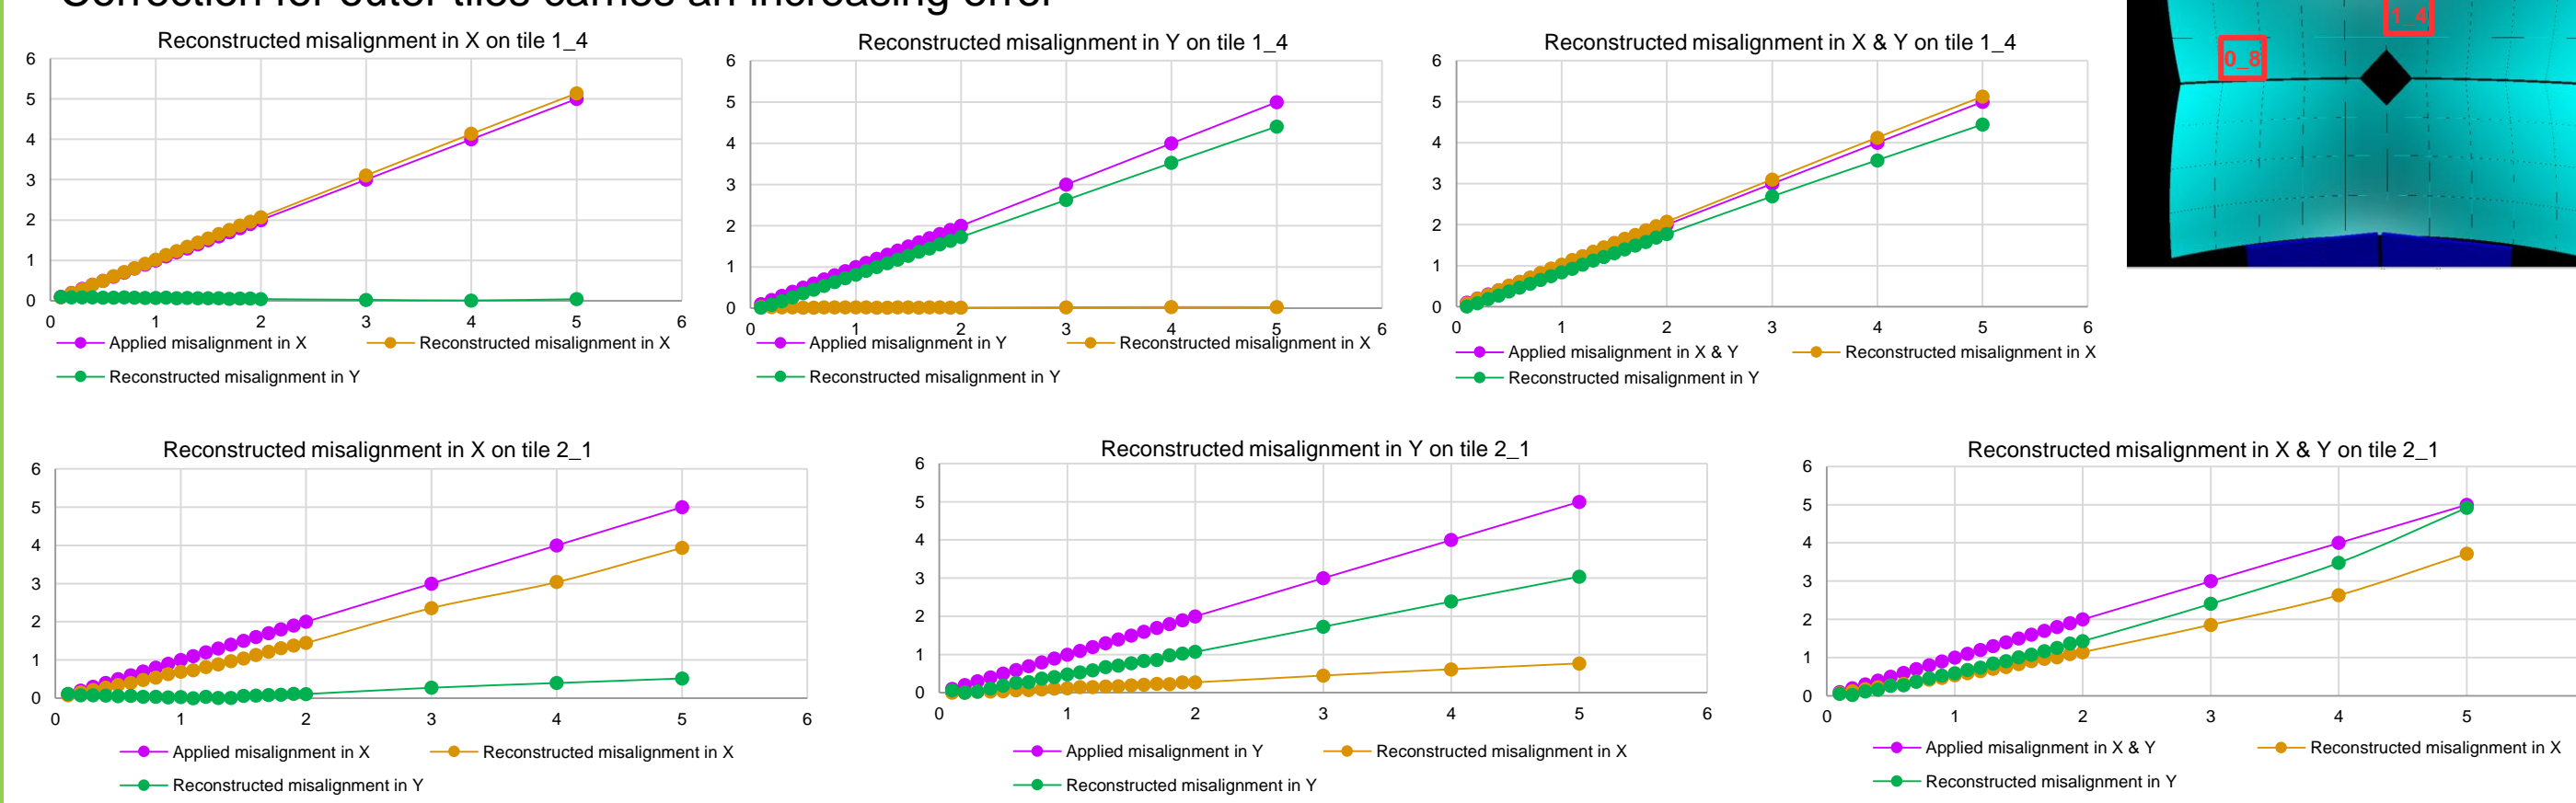 Correction for outer tiles carries an increasing error
1_4
0_8
Reconstructed misalignment in X on tile 1_4
6
5
4
3
2
1
0
0 1 2 3 4 5 6
Applied misalignment in X
Reconstructed misalignment in X
Reconstructed misalignment in Y
Reconstructed misalignment in Y on tile 1_4
6
5
4
3
2
1
0
0 1 2 3 4 5 6
Applied misalignment in Y
Reconstructed misalignment in X
Reconstructed misalignment in Y
Reconstructed misalignment in X & Y on tile 1_4
6
5
4
3
2
1
0
0 1 2 3 4 5 6
Applied misalignment in X & Y
Reconstructed misalignment in X
Reconstructed misalignment in Y
Reconstructed misalignment in X on tile 2_1
6
5
4
3
2
1
0
0 1 2 3 4 5 6
Applied misalignment in X
Reconstructed misalignment in X
Reconstructed misalignment in Y
Reconstructed misalignment in Y on tile 2_1
6
5
4
3
2
1
0
0 1 2 3 4 5 6
Applied misalignment in Y
Reconstructed misalignment in X
Reconstructed misalignment in Y
Reconstructed misalignment in X & Y on tile 2_1
6
5
4
3
2
1
0
0 1 2 3 4 5
Applied misalignment in X & Y
Reconstructed misalignment in X
Reconstructed misalignment in Y